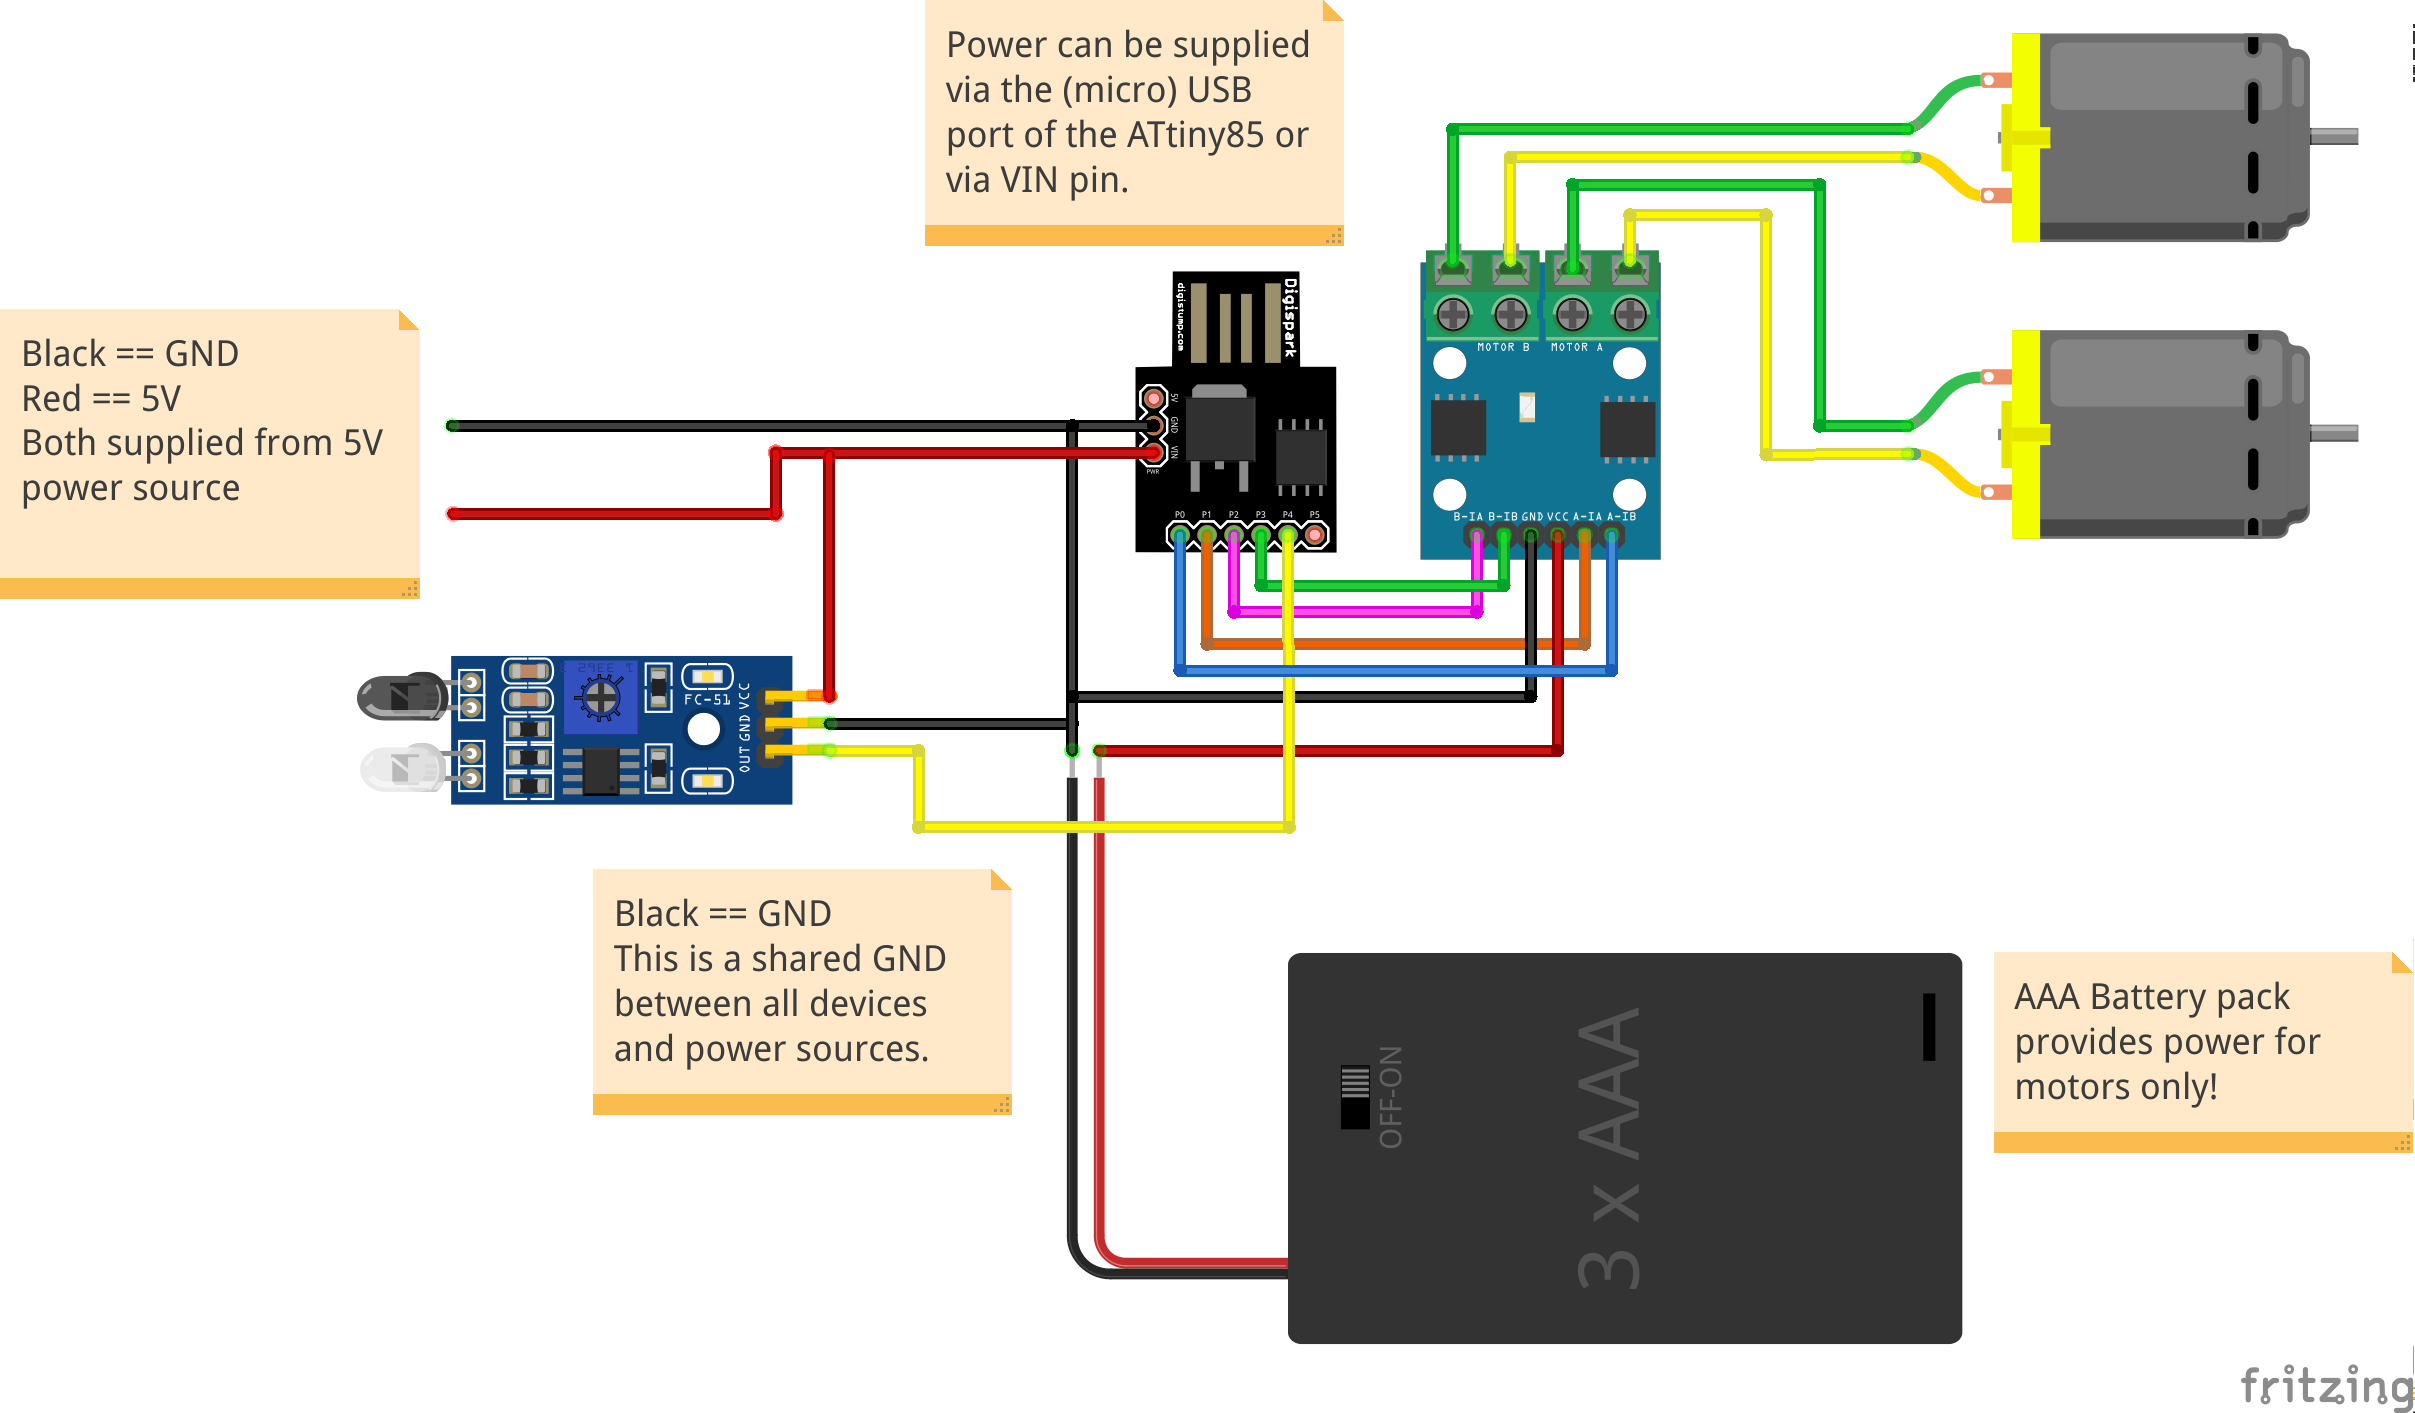 Power can be supplied
via the (micro) USB
port of the ATtiny85 or
via VIN pin.
Black == GND
Red == 5V
Both supplied from 5V
power source
digistump.com
Digispark
5V
GND
VIN
PWR
P0 P1 P2 P3 P4 P5
MOTOR B MOTOR A
B-IA B-IB GND VCC A-IA A-IB
FC-51
VCC
GND
OUT
Black == GND
This is a shared GND
between all devices
and power sources.
OFF-ON
3 x AAA
AAA Battery pack
provides power for
motors only!
fritzing